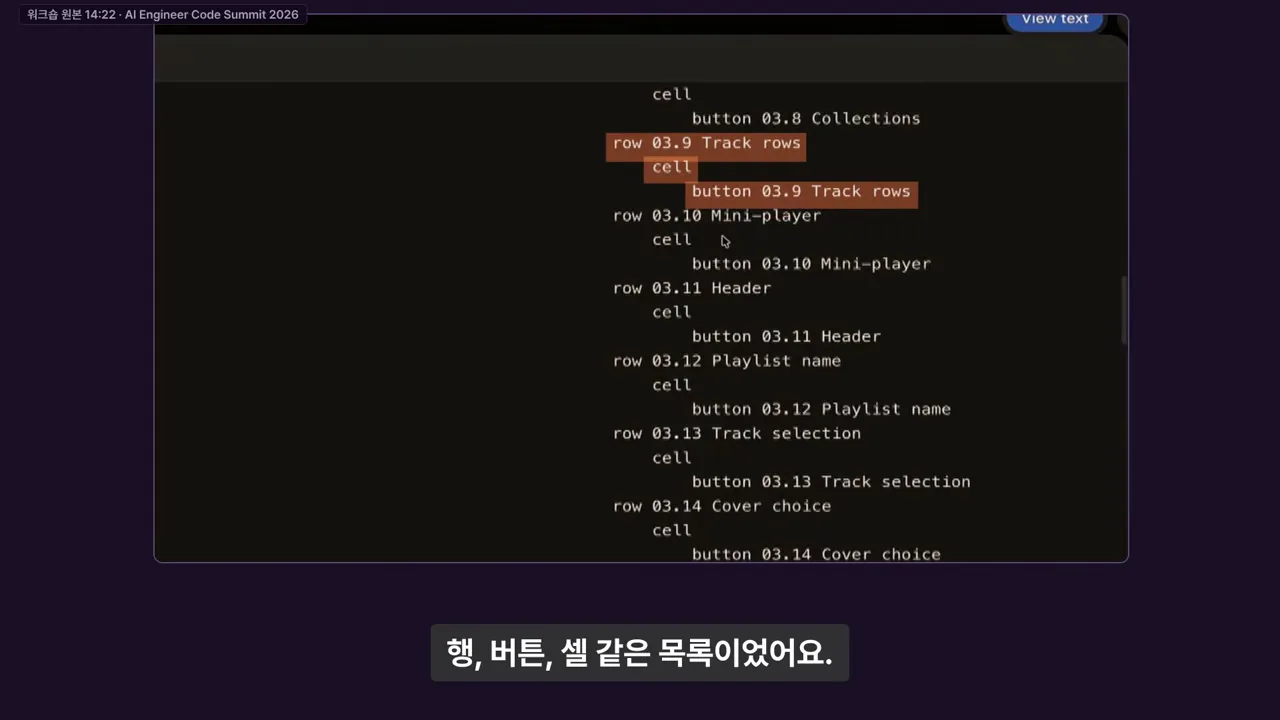 워크숍 원본 14:22 · AI Engineer Code Summit 2026
View text
cell
button 03.8 Collections
row 03.9 Track rows
cell
button 03.9 Track rows
row 03.10 Mini-player
cell
button 03.10 Mini-player
row 03.11 Header
cell
button 03.11 Header
row 03.12 Playlist name
cell
button 03.12 Playlist name
row 03.13 Track selection
cell
button 03.13 Track selection
row 03.14 Cover choice
cell
button 03.14 Cover choice
행, 버튼, 셀 같은 목록이었어요.